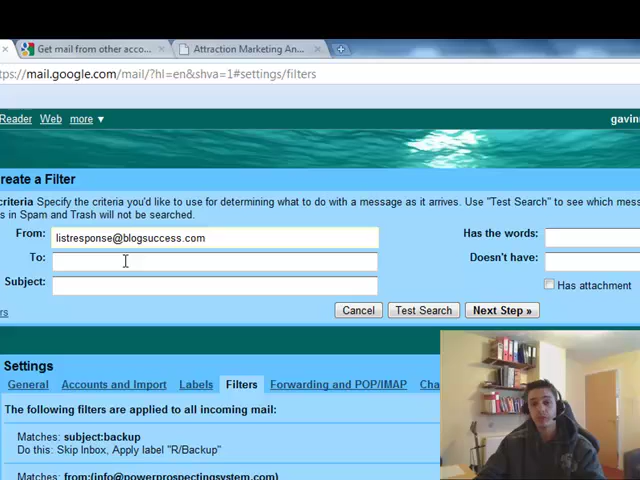 Get mail from other acco...
Attraction Marketing An...
tps://mail.google.com/mail/?hl=en&shva=1#settings/filters
Reader Web more ▼
gavinn
reate a Filter
criteria Specify the criteria you'd like to use for determining what to do with a message as it arrives. Use "Test Search" to see which mess
s in Spam and Trash will not be searched.
From: listresponse@blogsuccess.com Has the words:
To: Doesn't have:
Subject: Has attachment
rs Cancel Test Search Next Step »
Settings
General Accounts and Import Labels Filters Forwarding and POP/IMAP Cha
The following filters are applied to all incoming mail:
Matches: subject:backup
Do this: Skip Inbox, Apply label "R/Backup"
Matches: from:(info@powerprospectingsystem.com)